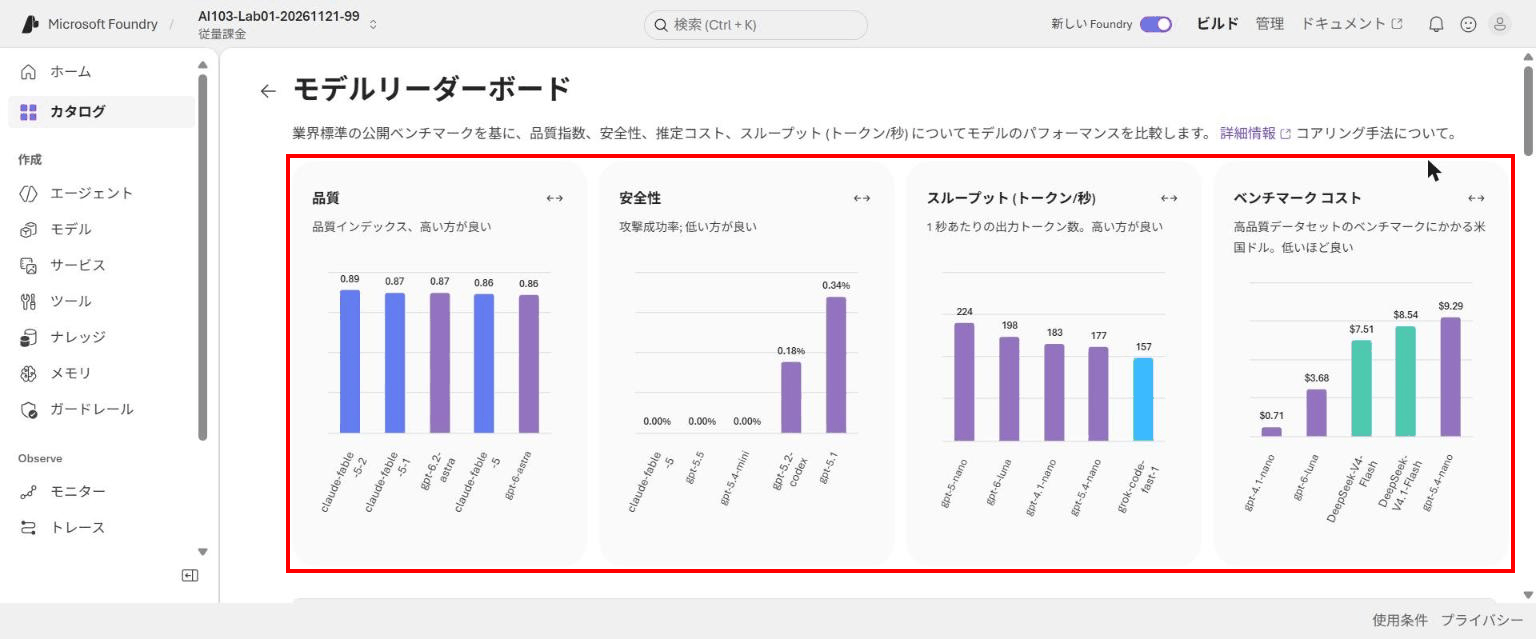 Microsoft Foundry / AI103-Lab01-20261121-99
従量課金
検索 (Ctrl + K)
新しい Foundry
ビルド
管理
ドキュメント
ホーム
カタログ
作成
エージェント
モデル
サービス
ツール
ナレッジ
メモリ
ガードレール
Observe
モニター
トレース
モデルリーダーボード
業界標準の公開ベンチマークを基に、品質指数、安全性、推定コスト、スループット (トークン/秒) についてモデルのパフォーマンスを比較します。 詳細情報 コアリング手法について。
品質
品質インデックス、高い方が良い
0.89
0.87
0.87
0.86
0.86
claude-fable
-5-2
claude-fable
-5-1
gpt-6.2-
astra
claude-fable
-5
gpt-6-astra
安全性
攻撃成功率; 低い方が良い
0.00%
0.00%
0.00%
0.18%
0.34%
claude-fable
-5
gpt-5.5
gpt-5.4-mini
gpt-5.2-
codex
gpt-5.1
スループット (トークン/秒)
1 秒あたりの出力トークン数。高い方が良い
224
198
183
177
157
gpt-5-nano
gpt-6-luna
gpt-4.1-nano
gpt-5.4-nano
grok-code-
fast-1
ベンチマーク コスト
高品質データセットのベンチマークにかかる米
国ドル。低いほど良い
$0.71
$3.68
$7.51
$8.54
$9.29
gpt-4.1-nano
gpt-6-luna
DeepSeek-V4-
Flash
DeepSeek-
V4.1-Flash
gpt-5.4-nano
使用条件
プライバシー